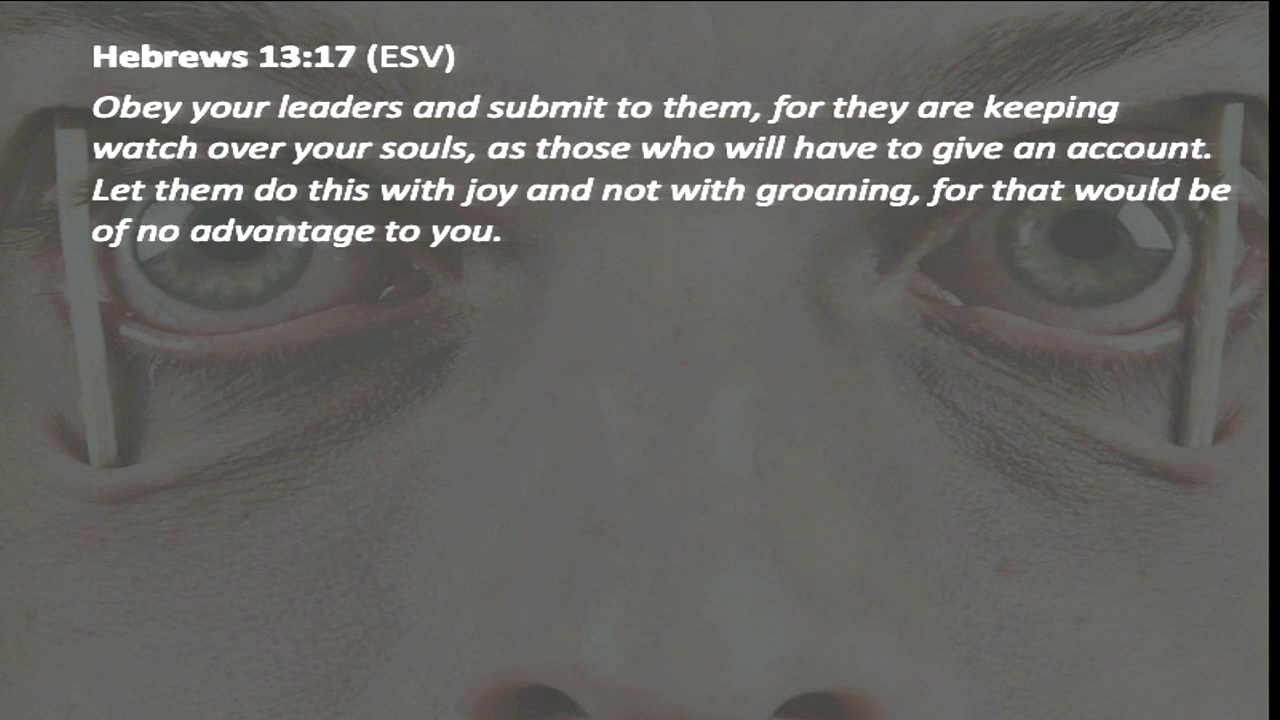 Hebrews 13:17 (ESV)
Obey your leaders and submit to them, for they are keeping
watch over your souls, as those who will have to give an account.
Let them do this with joy and not with groaning, for that would be
of no advantage to you.